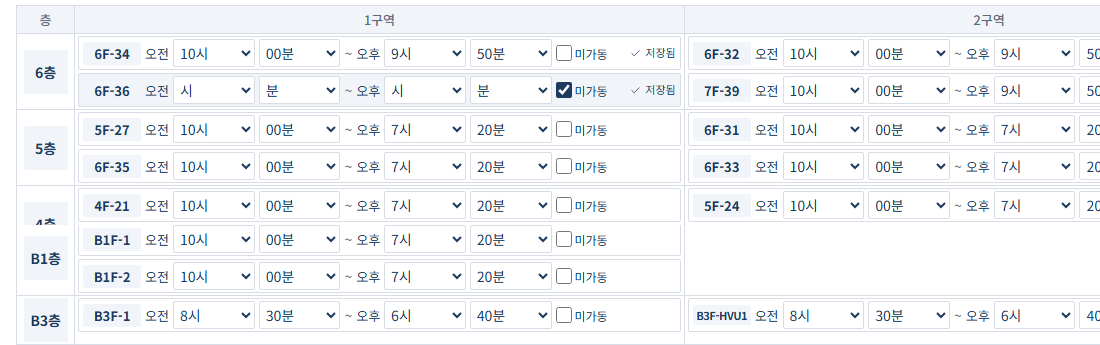 층 1구역 2구역
6층 6F-34 오전 10시 00분 ~ 오후 9시 50분 미가동 ✓ 저장됨 6F-32 오전 10시 00분 ~ 오후 9시
6F-36 오전 시 분 ~ 오후 시 분 미가동 ✓ 저장됨 7F-39 오전 10시 00분 ~ 오후 9시
5층 5F-27 오전 10시 00분 ~ 오후 7시 20분 미가동 6F-31 오전 10시 00분 ~ 오후 7시
6F-35 오전 10시 00분 ~ 오후 7시 20분 미가동 6F-33 오전 10시 00분 ~ 오후 7시
4층 4F-21 오전 10시 00분 ~ 오후 7시 20분 미가동 5F-24 오전 10시 00분 ~ 오후 7시
B1층 B1F-1 오전 10시 00분 ~ 오후 7시 20분 미가동
B1F-2 오전 10시 00분 ~ 오후 7시 20분 미가동
B3층 B3F-1 오전 8시 30분 ~ 오후 6시 40분 미가동 B3F-HVU1 오전 8시 30분 ~ 오후 6시